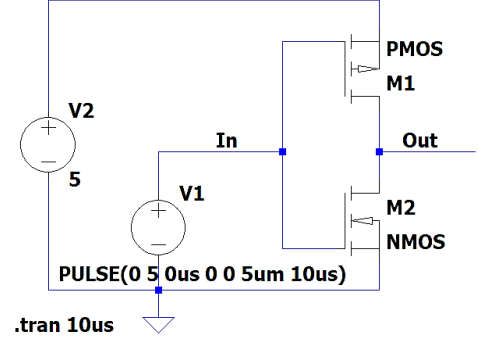 PMOS
M1
V2
In
Out
5
V1
M2
NMOS
PULSE(0 5 0us 0 0 5um 10us)
.tran 10us